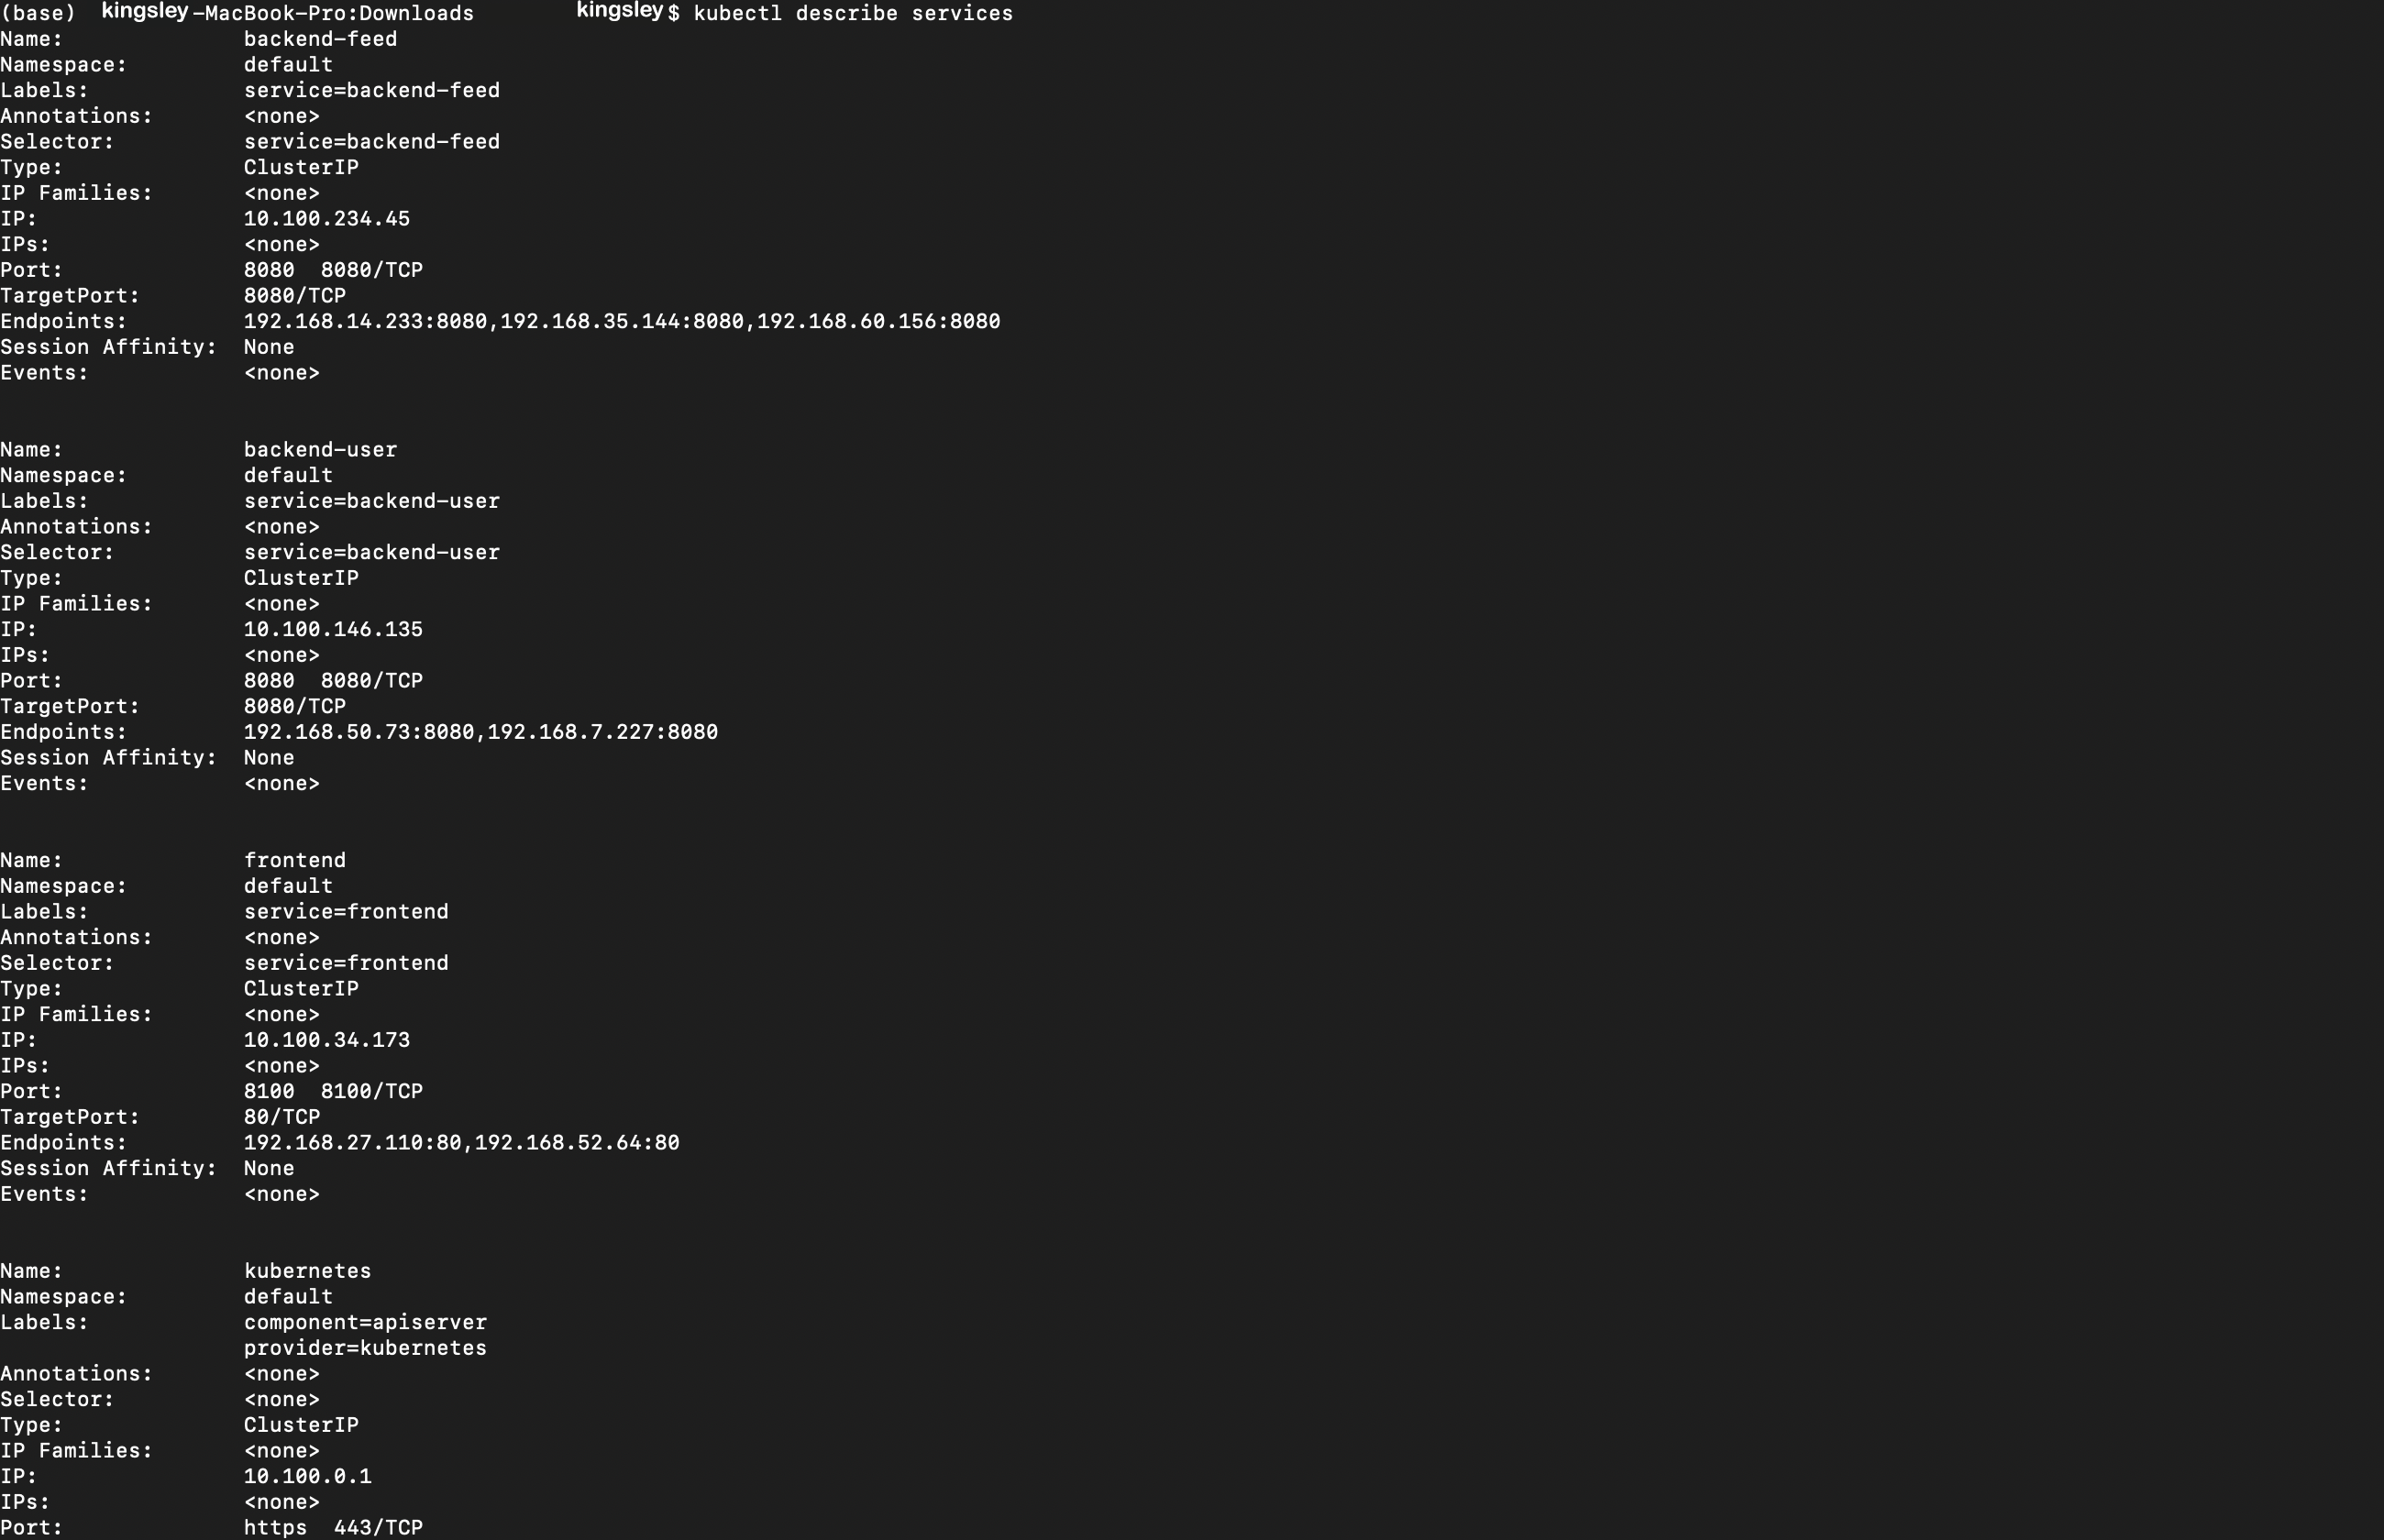 (base) kingsley-MacBook-Pro:Downloads kingsley$ kubectl describe services
Name:              backend-feed
Namespace:         default
Labels:            service=backend-feed
Annotations:       <none>
Selector:          service=backend-feed
Type:              ClusterIP
IP Families:       <none>
IP:                10.100.234.45
IPs:               <none>
Port:              8080  8080/TCP
TargetPort:        8080/TCP
Endpoints:         192.168.14.233:8080,192.168.35.144:8080,192.168.60.156:8080
Session Affinity:  None
Events:            <none>
Name:              backend-user
Namespace:         default
Labels:            service=backend-user
Annotations:       <none>
Selector:          service=backend-user
Type:              ClusterIP
IP Families:       <none>
IP:                10.100.146.135
IPs:               <none>
Port:              8080  8080/TCP
TargetPort:        8080/TCP
Endpoints:         192.168.50.73:8080,192.168.7.227:8080
Session Affinity:  None
Events:            <none>
Name:              frontend
Namespace:         default
Labels:            service=frontend
Annotations:       <none>
Selector:          service=frontend
Type:              ClusterIP
IP Families:       <none>
IP:                10.100.34.173
IPs:               <none>
Port:              8100  8100/TCP
TargetPort:        80/TCP
Endpoints:         192.168.27.110:80,192.168.52.64:80
Session Affinity:  None
Events:            <none>
Name:              kubernetes
Namespace:         default
Labels:            component=apiserver
                   provider=kubernetes
Annotations:       <none>
Selector:          <none>
Type:              ClusterIP
IP Families:       <none>
IP:                10.100.0.1
IPs:               <none>
Port:              https  443/TCP